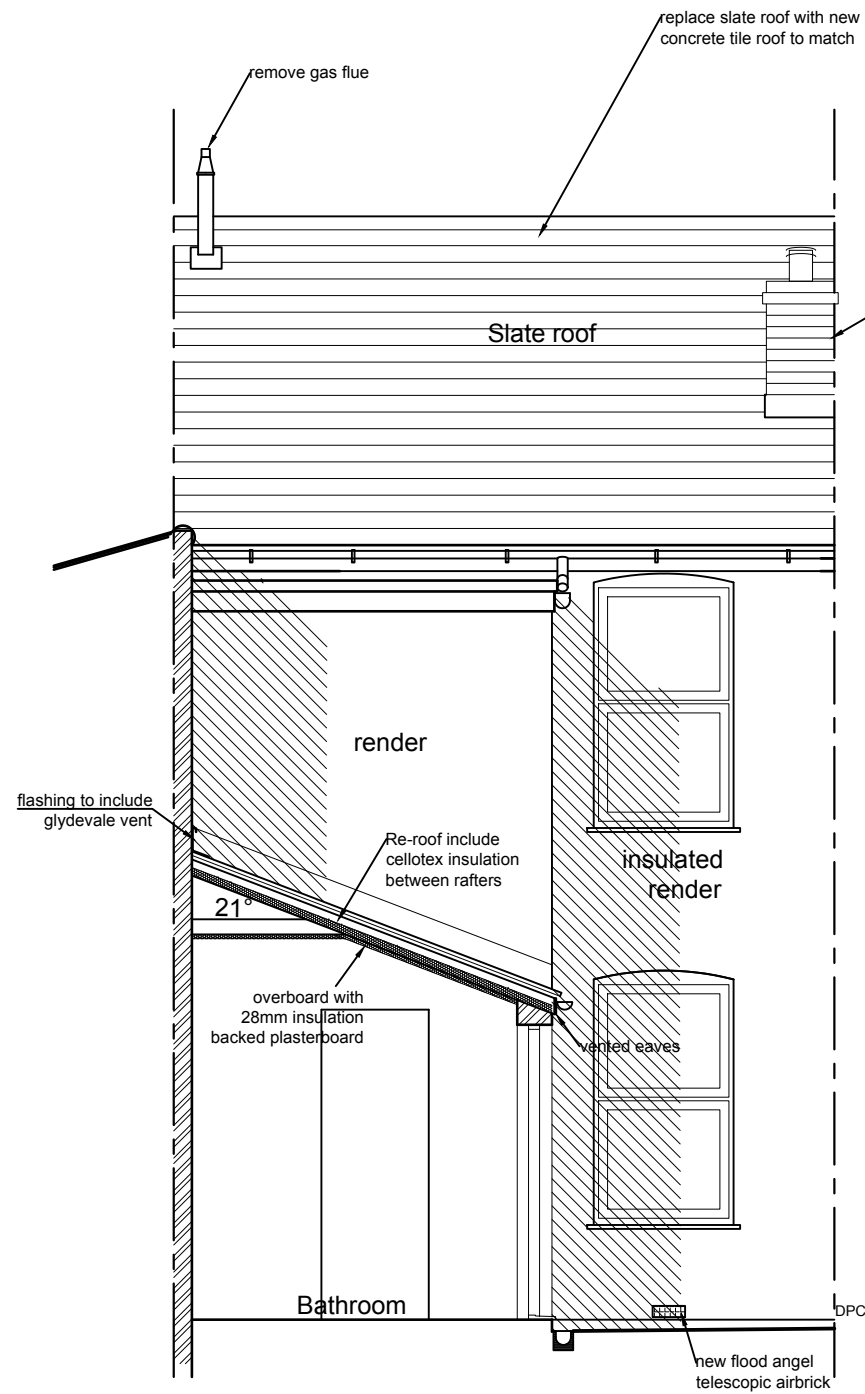 replace slate roof with new
concrete tile roof to match
remove gas flue
Slate roof
render
flashing to include
glydevale vent
Re-roof include
cellotex insulation
between rafters
insulated
render
21°
overboard with
28mm insulation
backed plasterboard
vented eaves
Bathroom
DPC
new flood angel
telescopic airbrick